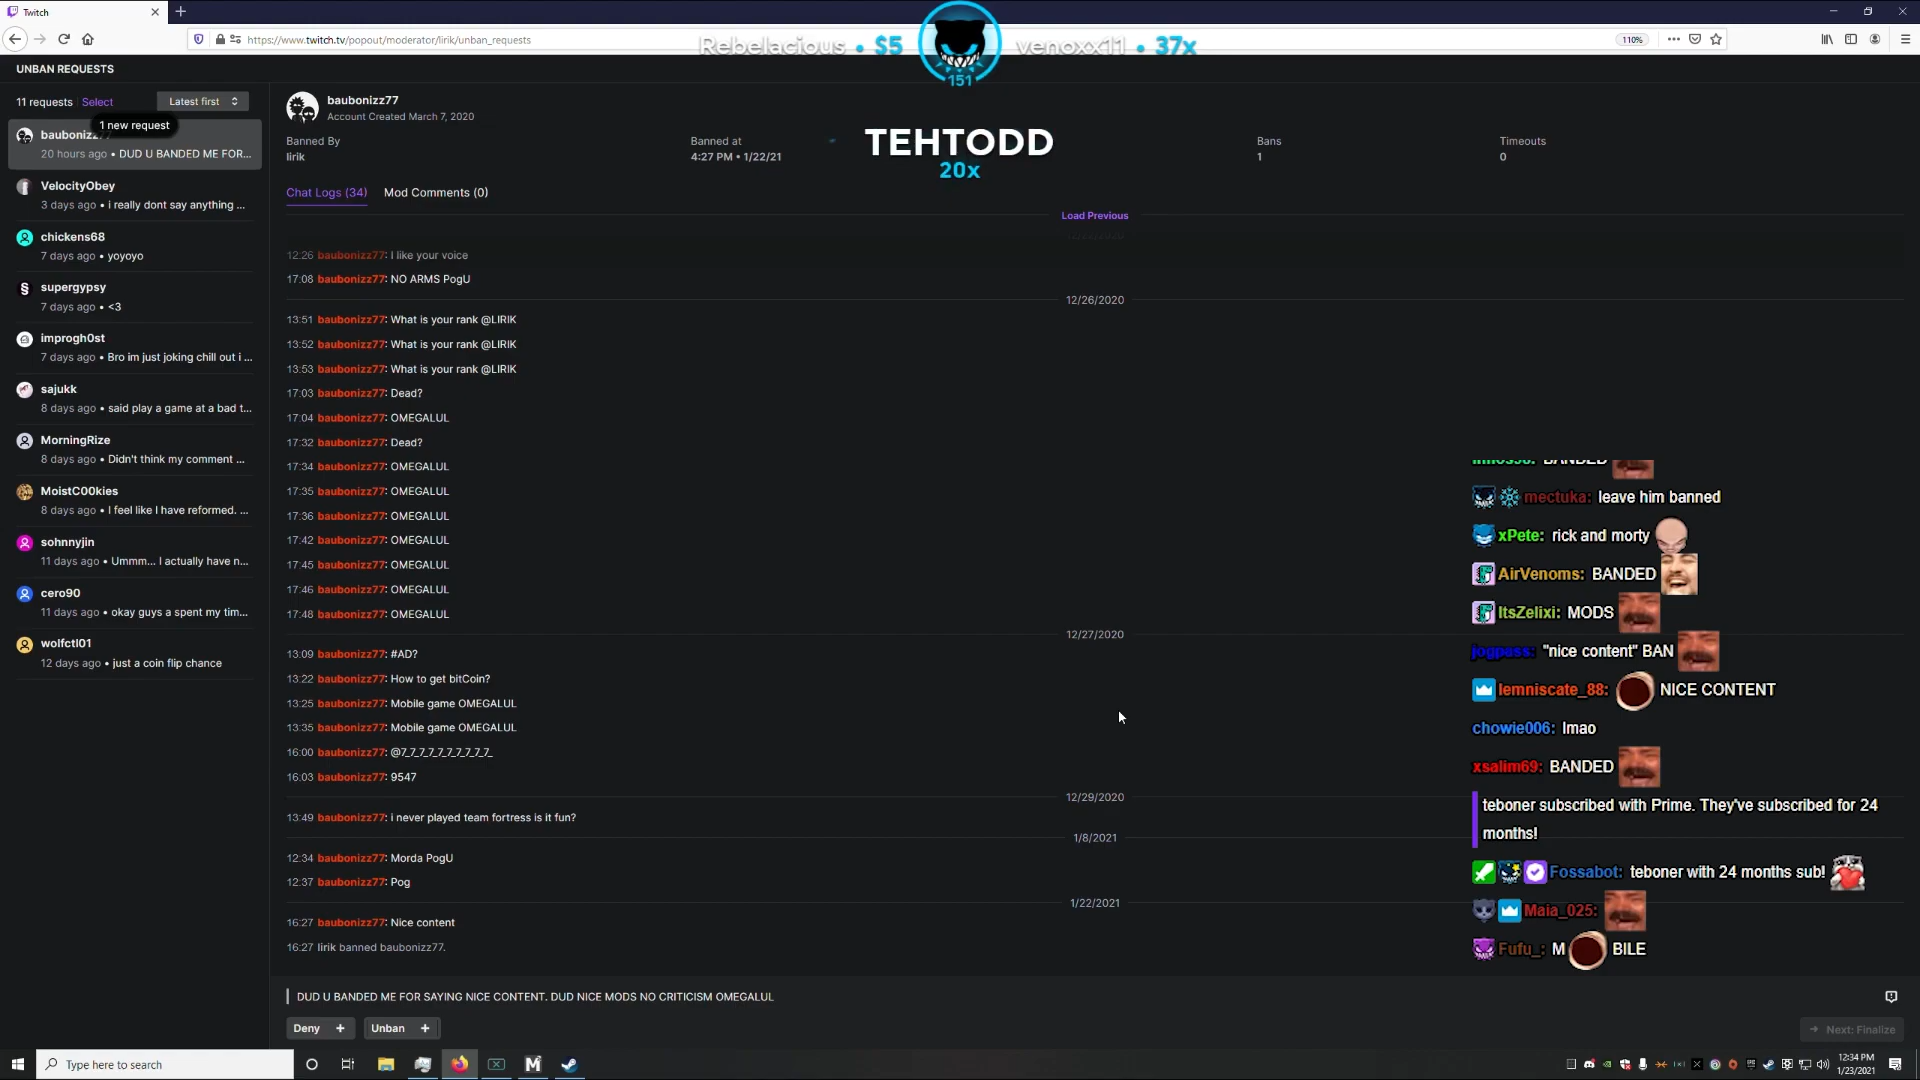 Twitch
https://www.twitch.tv/popout/moderator/lirik/unban_requests
110%
Rebelacious • $5
venoxx11 • 37x
151
TEHTODD
20x
UNBAN REQUESTS
11 requests
Select
Latest first
1 new request
20 hours ago • DUD U BANDED ME FOR...
VelocityObey
3 days ago • i really dont say anything ...
chickens68
7 days ago • yoyoyo
supergypsy
7 days ago • <3
improgh0st
7 days ago • Bro im just joking chill out i ...
sajukk
8 days ago • said play a game at a bad t...
MorningRize
8 days ago • Didn't think my comment ...
MoistC00kies
8 days ago • I feel like I have reformed. ...
sohnnyjin
11 days ago • Ummm... I actually have n...
cero90
11 days ago • okay guys a spent my tim...
wolfctl01
12 days ago • just a coin flip chance
baubonizz77
Account Created March 7, 2020
Banned By
lirik
Banned at
4:27 PM • 1/22/21
Bans
1
Timeouts
0
Chat Logs (34)
Mod Comments (0)
Load Previous
12:26 baubonizz77: I like your voice
17:08 baubonizz77: NO ARMS PogU
12/26/2020
13:51 baubonizz77: What is your rank @LIRIK
13:52 baubonizz77: What is your rank @LIRIK
13:53 baubonizz77: What is your rank @LIRIK
17:03 baubonizz77: Dead?
17:04 baubonizz77: OMEGALUL
17:32 baubonizz77: Dead?
17:34 baubonizz77: OMEGALUL
17:35 baubonizz77: OMEGALUL
17:36 baubonizz77: OMEGALUL
17:42 baubonizz77: OMEGALUL
17:45 baubonizz77: OMEGALUL
17:46 baubonizz77: OMEGALUL
17:48 baubonizz77: OMEGALUL
12/27/2020
13:09 baubonizz77: #AD?
13:22 baubonizz77: How to get bitCoin?
13:25 baubonizz77: Mobile game OMEGALUL
13:35 baubonizz77: Mobile game OMEGALUL
16:00 baubonizz77: @7_7_7_7_7_7_7_7_7_
16:03 baubonizz77: 9547
12/29/2020
13:49 baubonizz77: i never played team fortress is it fun?
1/8/2021
12:34 baubonizz77: Morda PogU
12:37 baubonizz77: Pog
1/22/2021
16:27 baubonizz77: Nice content
16:27 lirik banned baubonizz77.
DUD U BANDED ME FOR SAYING NICE CONTENT. DUD NICE MODS NO CRITICISM OMEGALUL
Deny +
Unban +
Next: Finalize
BANDED
mectuka: leave him banned
xPete: rick and morty
AirVenoms: BANDED
ItsZelixi: MODS
jogpass: "nice content" BAN
lemniscate_88: NICE CONTENT
chowie006: lmao
xsalim69: BANDED
teboner subscribed with Prime. They've subscribed for 24
months!
Fossabot: teboner with 24 months sub!
Maia_025:
Fufu_: M BILE
Type here to search
12:34 PM
1/23/2021